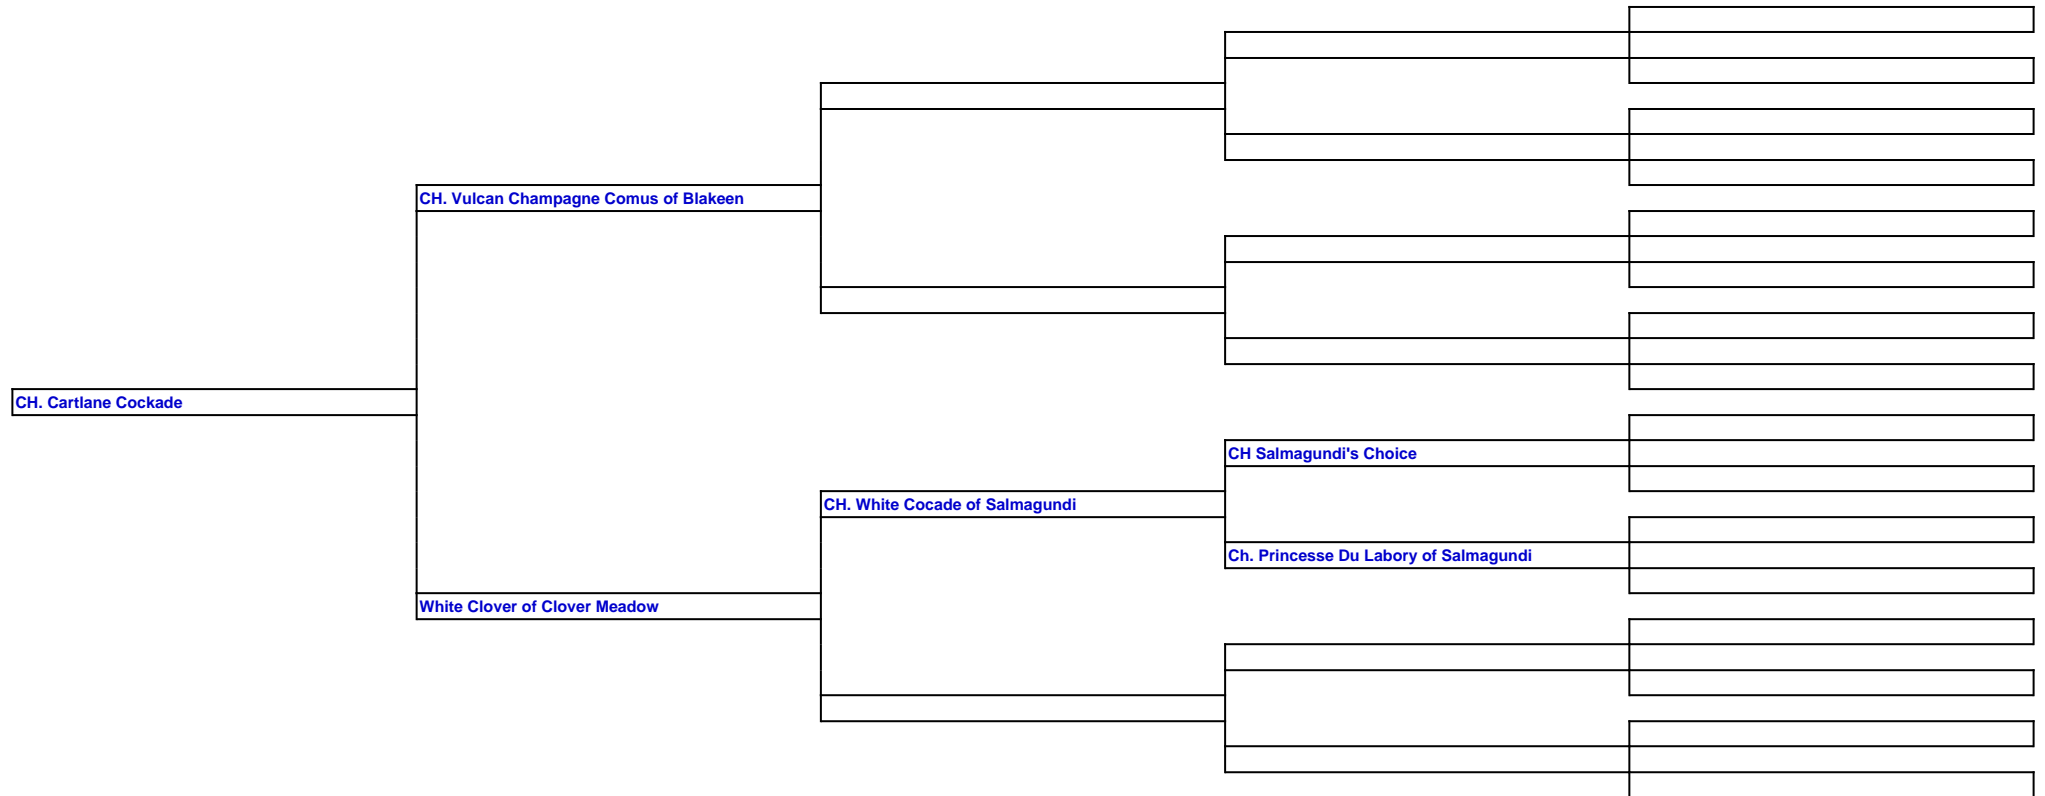 CH. Vulcan Champagne Comus of Blakeen
CH. Cartlane Cockade
CH Salmagundi's Choice
CH. White Cocade of Salmagundi
Ch. Princesse Du Labory of Salmagundi
White Clover of Clover Meadow